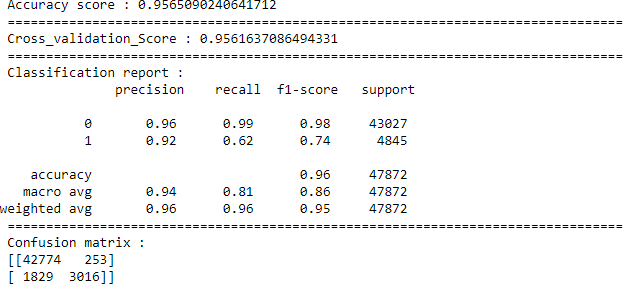 Accuracy score : 0.9565090240641712
================================================================================
Cross_validation_Score : 0.9561637086494331
================================================================================
Classification report :
              precision    recall  f1-score   support

           0       0.96      0.99      0.98     43027
           1       0.92      0.62      0.74      4845

    accuracy                           0.96     47872
   macro avg       0.94      0.81      0.86     47872
weighted avg       0.96      0.96      0.95     47872
================================================================================
Confusion matrix :
[[42774   253]
[ 1829  3016]]